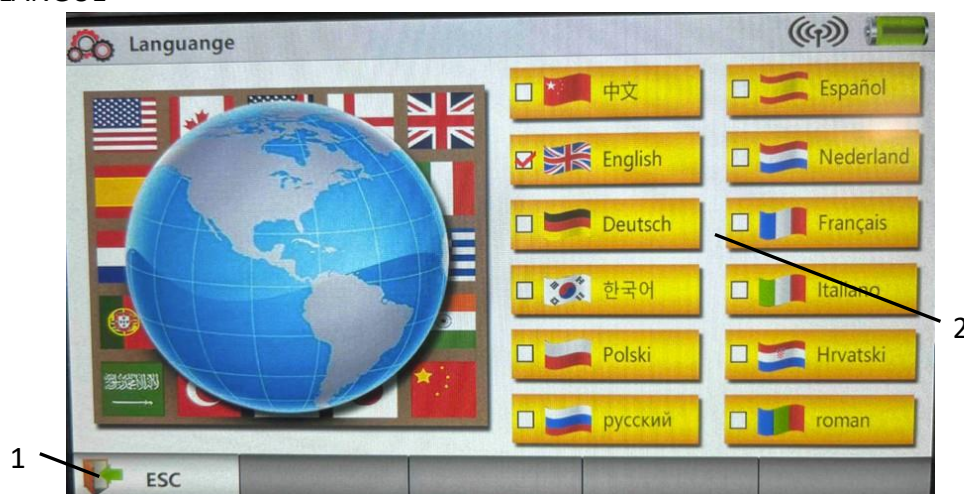 Languange
中文
Español
English
Nederland
Deutsch
Français
한국어
Italiano
Polski
Hrvatski
русский
roman
2
1
ESC